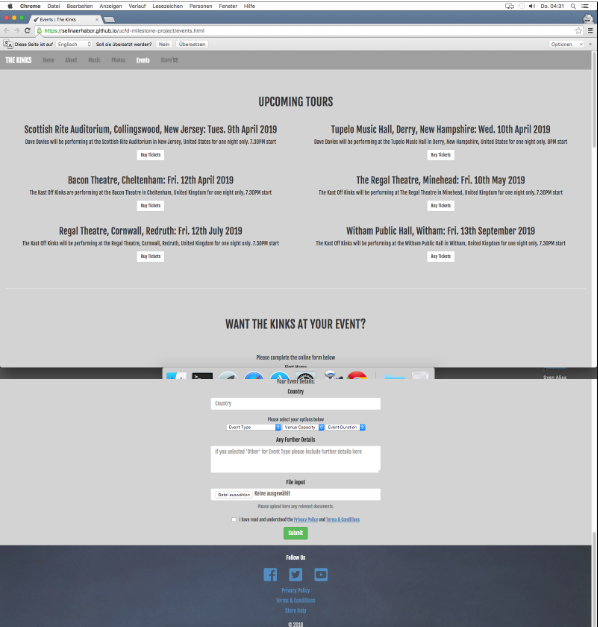 Chrome Datei Bearbeiten Anzeigen Verlauf Lesezeichen Personen Fenster Hilfe Do. 04:31 Q
Events | The Kinks
https://selinaerhabor.github.io/ucfd-milestone-project/events.html
Diese Seite ist auf Englisch Soll sie übersetzt werden? Nein Übersetzen Optionen
THE KINKS Home About Music Photos Events Store
UPCOMING TOURS
Scottish Rite Auditorium, Collingswood, New Jersey: Tues. 9th April 2019
Dave Davies will be performing at the Scottish Rite Auditorium in New Jersey, United States for one night only. 7.30PM start
Buy Tickets
Tupelo Music Hall, Derry, New Hampshire: Wed. 10th April 2019
Dave Davies will be performing at the Tupelo Music Hall in Derry, New Hampshire, United States for one night only. 8PM start
Buy Tickets
Bacon Theatre, Cheltenham: Fri. 12th April 2019
The Kast Off Kinks are performing at the Bacon Theatre in Cheltenham, United Kingdom for one night only. 7.30PM start
Buy Tickets
The Regal Theatre, Minehead: Fri. 10th May 2019
The Kast Off Kinks will be performing at The Regal Theatre in Minehead, United Kingdom for one night only. 7.30PM start
Buy Tickets
Regal Theatre, Cornwall, Redruth: Fri. 12th July 2019
The Kast Off Kinks will be performing at the Regal Theatre, Cornwall, Redruth, United Kingdom for one night only. 7.30PM start
Buy Tickets
Witham Public Hall, Witham: Fri. 13th September 2019
The Kast Off Kinks will be performing at the Witham Public Hall in Witham, United Kingdom for one night only. 7.30PM start
Buy Tickets
WANT THE KINKS AT YOUR EVENT?
Please complete the online form below
Your Event Details:
Country
Country
Please select your options below
Event Type Venue Capacity Event Duration
Any Further Details
If you selected 'Other' for Event Type please include further details here
File input
Datei auswählen Keine ausgewählt
Please upload here any relevant documents.
I have read and understood the Privacy Policy and Terms & Conditions
Submit
Follow Us
Privacy Policy
Terms & Conditions
Store Help
© 2018